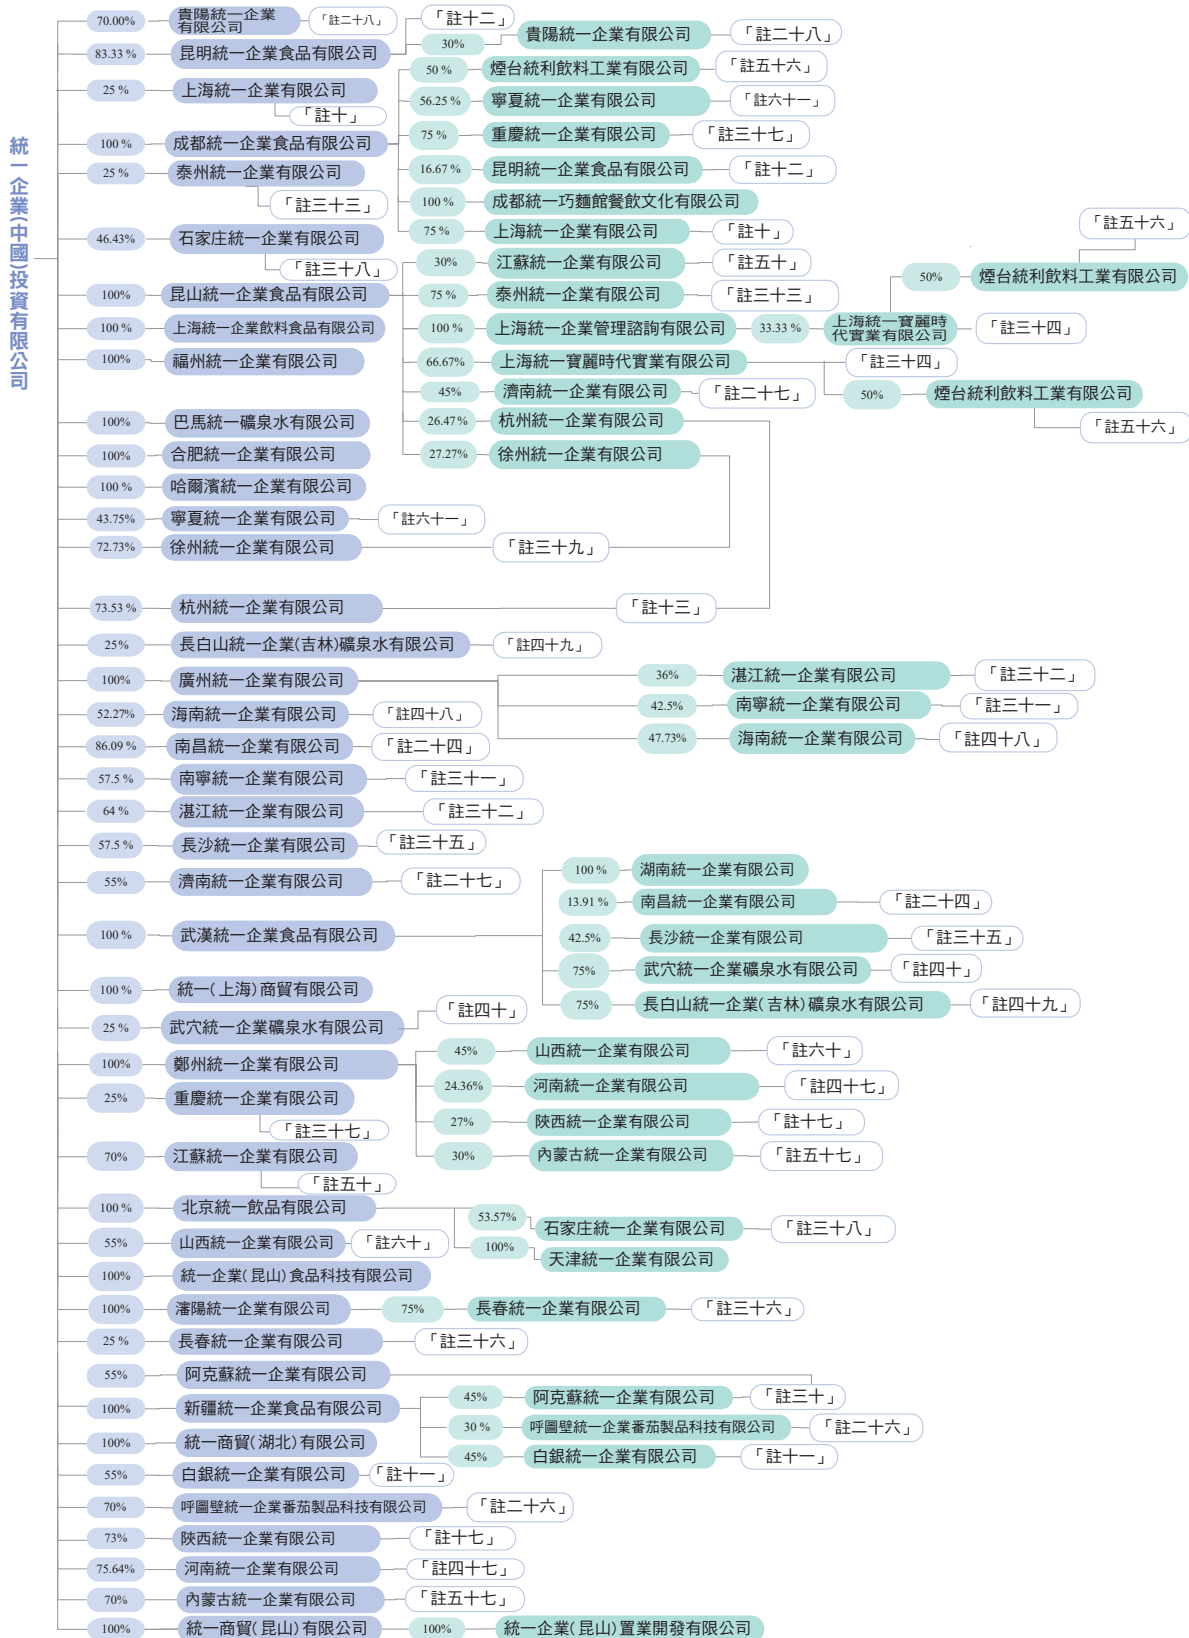 統一企業(中國)投資有限公司
70.00%
貴陽統一企業
有限公司
「註二十八」
83.33 %
昆明統一企業食品有限公司
「註十二」
30%
貴陽統一企業有限公司
「註二十八」
25 %
上海統一企業有限公司
「註十」
100 %
成都統一企業食品有限公司
50 %
煙台統利飲料工業有限公司
「註五十六」
56.25 %
寧夏統一企業有限公司
「註六十一」
75 %
重慶統一企業有限公司
「註三十七」
16.67 %
昆明統一企業食品有限公司
「註十二」
100 %
成都統一巧麵館餐飲文化有限公司
75 %
上海統一企業有限公司
「註十」
25 %
泰州統一企業有限公司
「註三十三」
46.43%
石家庄統一企業有限公司
「註三十八」
100%
昆山統一企業食品有限公司
30%
江蘇統一企業有限公司
「註五十」
75 %
泰州統一企業有限公司
「註三十三」
100 %
上海統一企業管理諮詢有限公司
33.33 %
上海統一寶麗時
代實業有限公司
「註三十四」
50%
煙台統利飲料工業有限公司
「註五十六」
66.67%
上海統一寶麗時代實業有限公司
「註三十四」
50%
煙台統利飲料工業有限公司
「註五十六」
45%
濟南統一企業有限公司
「註二十七」
26.47%
杭州統一企業有限公司
27.27%
徐州統一企業有限公司
100 %
上海統一企業飲料食品有限公司
100%
福州統一企業有限公司
100%
巴馬統一礦泉水有限公司
100%
合肥統一企業有限公司
100 %
哈爾濱統一企業有限公司
43.75%
寧夏統一企業有限公司
「註六十一」
72.73%
徐州統一企業有限公司
「註三十九」
73.53 %
杭州統一企業有限公司
「註十三」
25%
長白山統一企業(吉林)礦泉水有限公司
「註四十九」
100%
廣州統一企業有限公司
36%
湛江統一企業有限公司
「註三十二」
42.5%
南寧統一企業有限公司
「註三十一」
47.73%
海南統一企業有限公司
「註四十八」
52.27%
海南統一企業有限公司
「註四十八」
86.09 %
南昌統一企業有限公司
「註二十四」
57.5 %
南寧統一企業有限公司
「註三十一」
64 %
湛江統一企業有限公司
「註三十二」
57.5 %
長沙統一企業有限公司
「註三十五」
55%
濟南統一企業有限公司
「註二十七」
100 %
武漢統一企業食品有限公司
100 %
湖南統一企業有限公司
13.91 %
南昌統一企業有限公司
「註二十四」
42.5%
長沙統一企業有限公司
「註三十五」
75%
武穴統一企業礦泉水有限公司
「註四十」
75%
長白山統一企業(吉林)礦泉水有限公司
「註四十九」
100 %
統一(上海)商貿有限公司
25 %
武穴統一企業礦泉水有限公司
「註四十」
100%
鄭州統一企業有限公司
45%
山西統一企業有限公司
「註六十」
24.36%
河南統一企業有限公司
「註四十七」
27%
陝西統一企業有限公司
「註十七」
30%
內蒙古統一企業有限公司
「註五十七」
25%
重慶統一企業有限公司
「註三十七」
70%
江蘇統一企業有限公司
「註五十」
100 %
北京統一飲品有限公司
53.57%
石家庄統一企業有限公司
「註三十八」
100%
天津統一企業有限公司
55%
山西統一企業有限公司
「註六十」
100%
統一企業(昆山)食品科技有限公司
100%
瀋陽統一企業有限公司
75%
長春統一企業有限公司
「註三十六」
25 %
長春統一企業有限公司
「註三十六」
55%
阿克蘇統一企業有限公司
100%
新疆統一企業食品有限公司
45%
阿克蘇統一企業有限公司
「註三十」
30 %
呼圖壁統一企業番茄製品科技有限公司
「註二十六」
45%
白銀統一企業有限公司
「註十一」
100%
統一商貿(湖北)有限公司
55%
白銀統一企業有限公司
「註十一」
70%
呼圖壁統一企業番茄製品科技有限公司
「註二十六」
73%
陝西統一企業有限公司
「註十七」
75.64%
河南統一企業有限公司
「註四十七」
70%
內蒙古統一企業有限公司
「註五十七」
100%
統一商貿(昆山)有限公司
100%
統一企業(昆山)置業開發有限公司